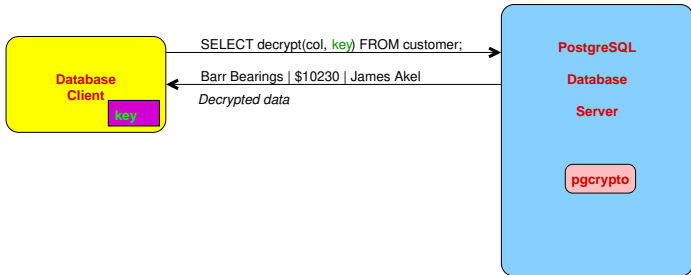 SELECT decrypt(col, key) FROM customer;
Barr Bearings | $10230 | James Akel
Decrypted data
Database
Client
key
PostgreSQL
Database
Server
pgcrypto